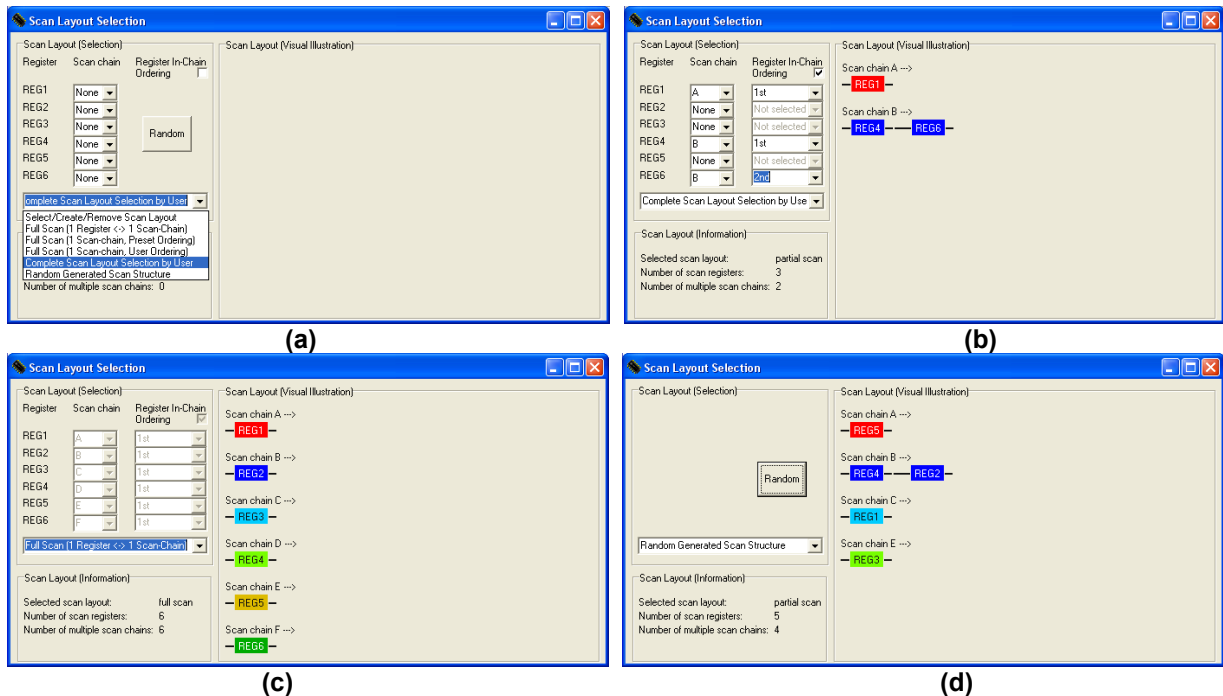 Scan Layout Selection
Scan Layout (Selection)
Register Scan chain Register In-Chain
Ordering
REG1 None
REG2 None
REG3 None
REG4 None
REG5 None
REG6 None
Random
omplete Scan Layout Selection by User
Select/Create/Remove Scan Layout
Full Scan (1 Register <-> 1 Scan-Chain)
Full Scan (1 Scan-chain, Preset Ordering)
Full Scan (1 Scan-chain, User Ordering)
Complete Scan Layout Selection by User
Random Generated Scan Structure
Number of multiple scan chains: 0
Scan Layout (Visual Illustration)
(a)
Scan Layout Selection
Scan Layout (Selection)
Register Scan chain Register In-Chain
Ordering
REG1 A 1st
REG2 None Not selected
REG3 None Not selected
REG4 B 1st
REG5 None Not selected
REG6 B 2nd
Complete Scan Layout Selection by Use
Scan Layout (Information)
Selected scan layout: partial scan
Number of scan registers: 3
Number of multiple scan chains: 2
Scan Layout (Visual Illustration)
Scan chain A --->
REG1
Scan chain B --->
REG4 REG6
(b)
Scan Layout Selection
Scan Layout (Selection)
Register Scan chain Register In-Chain
Ordering
REG1 A 1st
REG2 B 1st
REG3 C 1st
REG4 D 1st
REG5 E 1st
REG6 F 1st
Full Scan (1 Register <-> 1 Scan-Chain)
Scan Layout (Information)
Selected scan layout: full scan
Number of scan registers: 6
Number of multiple scan chains: 6
Scan Layout (Visual Illustration)
Scan chain A --->
REG1
Scan chain B --->
REG2
Scan chain C --->
REG3
Scan chain D --->
REG4
Scan chain E --->
REG5
Scan chain F --->
REG6
(c)
Scan Layout Selection
Scan Layout (Selection)
Random
Random Generated Scan Structure
Scan Layout (Information)
Selected scan layout: partial scan
Number of scan registers: 5
Number of multiple scan chains: 4
Scan Layout (Visual Illustration)
Scan chain A --->
REG5
Scan chain B --->
REG4 REG2
Scan chain C --->
REG1
Scan chain E --->
REG3
(d)